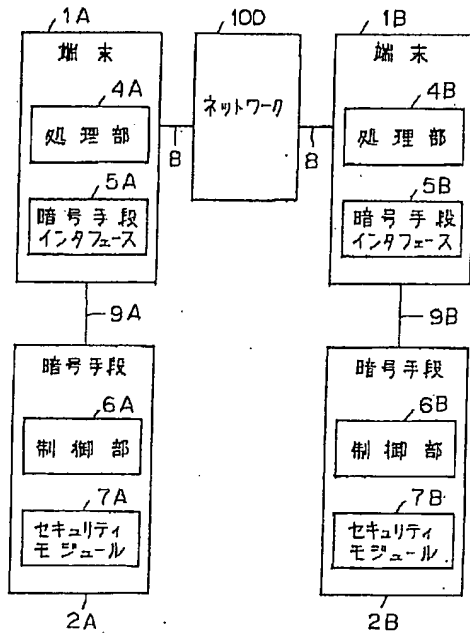 1A
10D
1B
端末
4A
処理部
5A
暗号手段
インタフェース
ネットワーク
8
8
端末
4B
処理部
5B
暗号手段
インタフェース
9A
9B
暗号手段
6A
制御部
7A
セキュリティ
モジュール
2A
暗号手段
6B
制御部
7B
セキュリティ
モジュール
2B